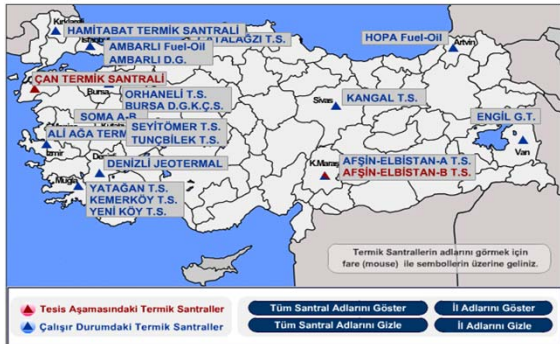 Kırklareli
HAMİTABAT TERMİK SANTRALİ
İstanbul
ATALAĞZI T.S.
HOPA Fuel-Oil
Artvin
AMBARLI Fuel-Oil
AMBARLI D.G.
ÇAN TERMİK SANTRALİ
Bursa
ORHANELİ T.S.
BURSA D.G.K.Ç.S.
Sivas
KANGAL T.S.
SOMA A-B
SEYİTÖMER T.S.
TUNÇBİLEK T.S.
ENGİL G.T.
ALİ AĞA TERM
İzmir
Van
DENİZLİ JEOTERMAL
K.Maraş
AFŞİN-ELBİSTAN-A T.S.
AFŞİN-ELBİSTAN-B T.S.
Muğla
YATAĞAN T.S.
KEMERKÖY T.S.
YENİ KÖY T.S.
Termik Santrallerin adlarını görmek için
fare (mouse) ile sembollerin üzerine geliniz.
Tesis Aşamasındaki Termik Santraller
Tüm Santral Adlarını Göster
İl Adlarını Göster
Çalışır Durumdaki Termik Santraller
Tüm Santral Adlarını Gizle
İl Adlarını Gizle